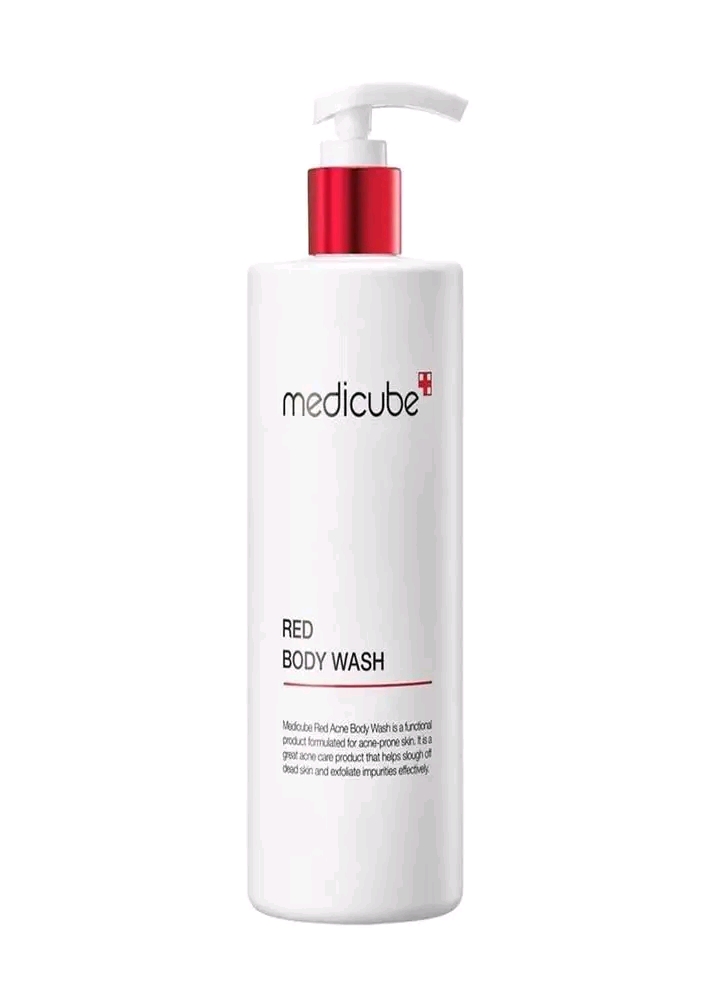 medicube
RED
BODY WASH
Medicube Red Acne Body Wash is a functional
product formulated for acne-prone skin. It is a
great acne care product that helps slough off
dead skin and exfoliate impurities effectively.